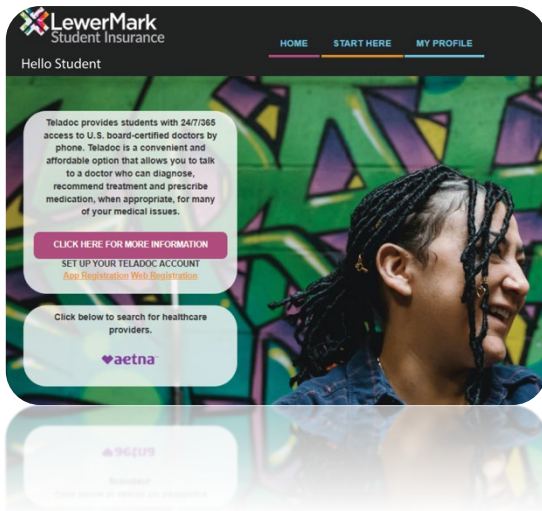 LewerMark
Student Insurance
HOME START HERE MY PROFILE
Hello Student
Teladoc provides students with 24/7/365
access to U.S. board-certified doctors by
phone. Teladoc is a convenient and
affordable option that allows you to talk
to a doctor who can diagnose,
recommend treatment and prescribe
medication, when appropriate, for many
of your medical issues.
CLICK HERE FOR MORE INFORMATION
SET UP YOUR TELADOC ACCOUNT
App Registration Web Registration
Click below to search for healthcare
providers.
aetna